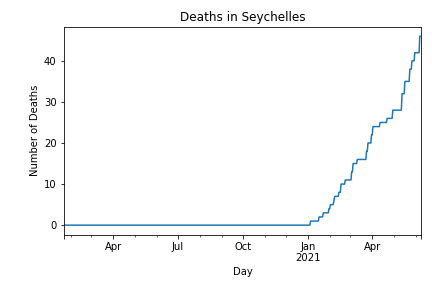 Deaths in Seychelles
Number of Deaths
40
30
20
10
0
Apr Jul Oct Jan Apr
2021
Day